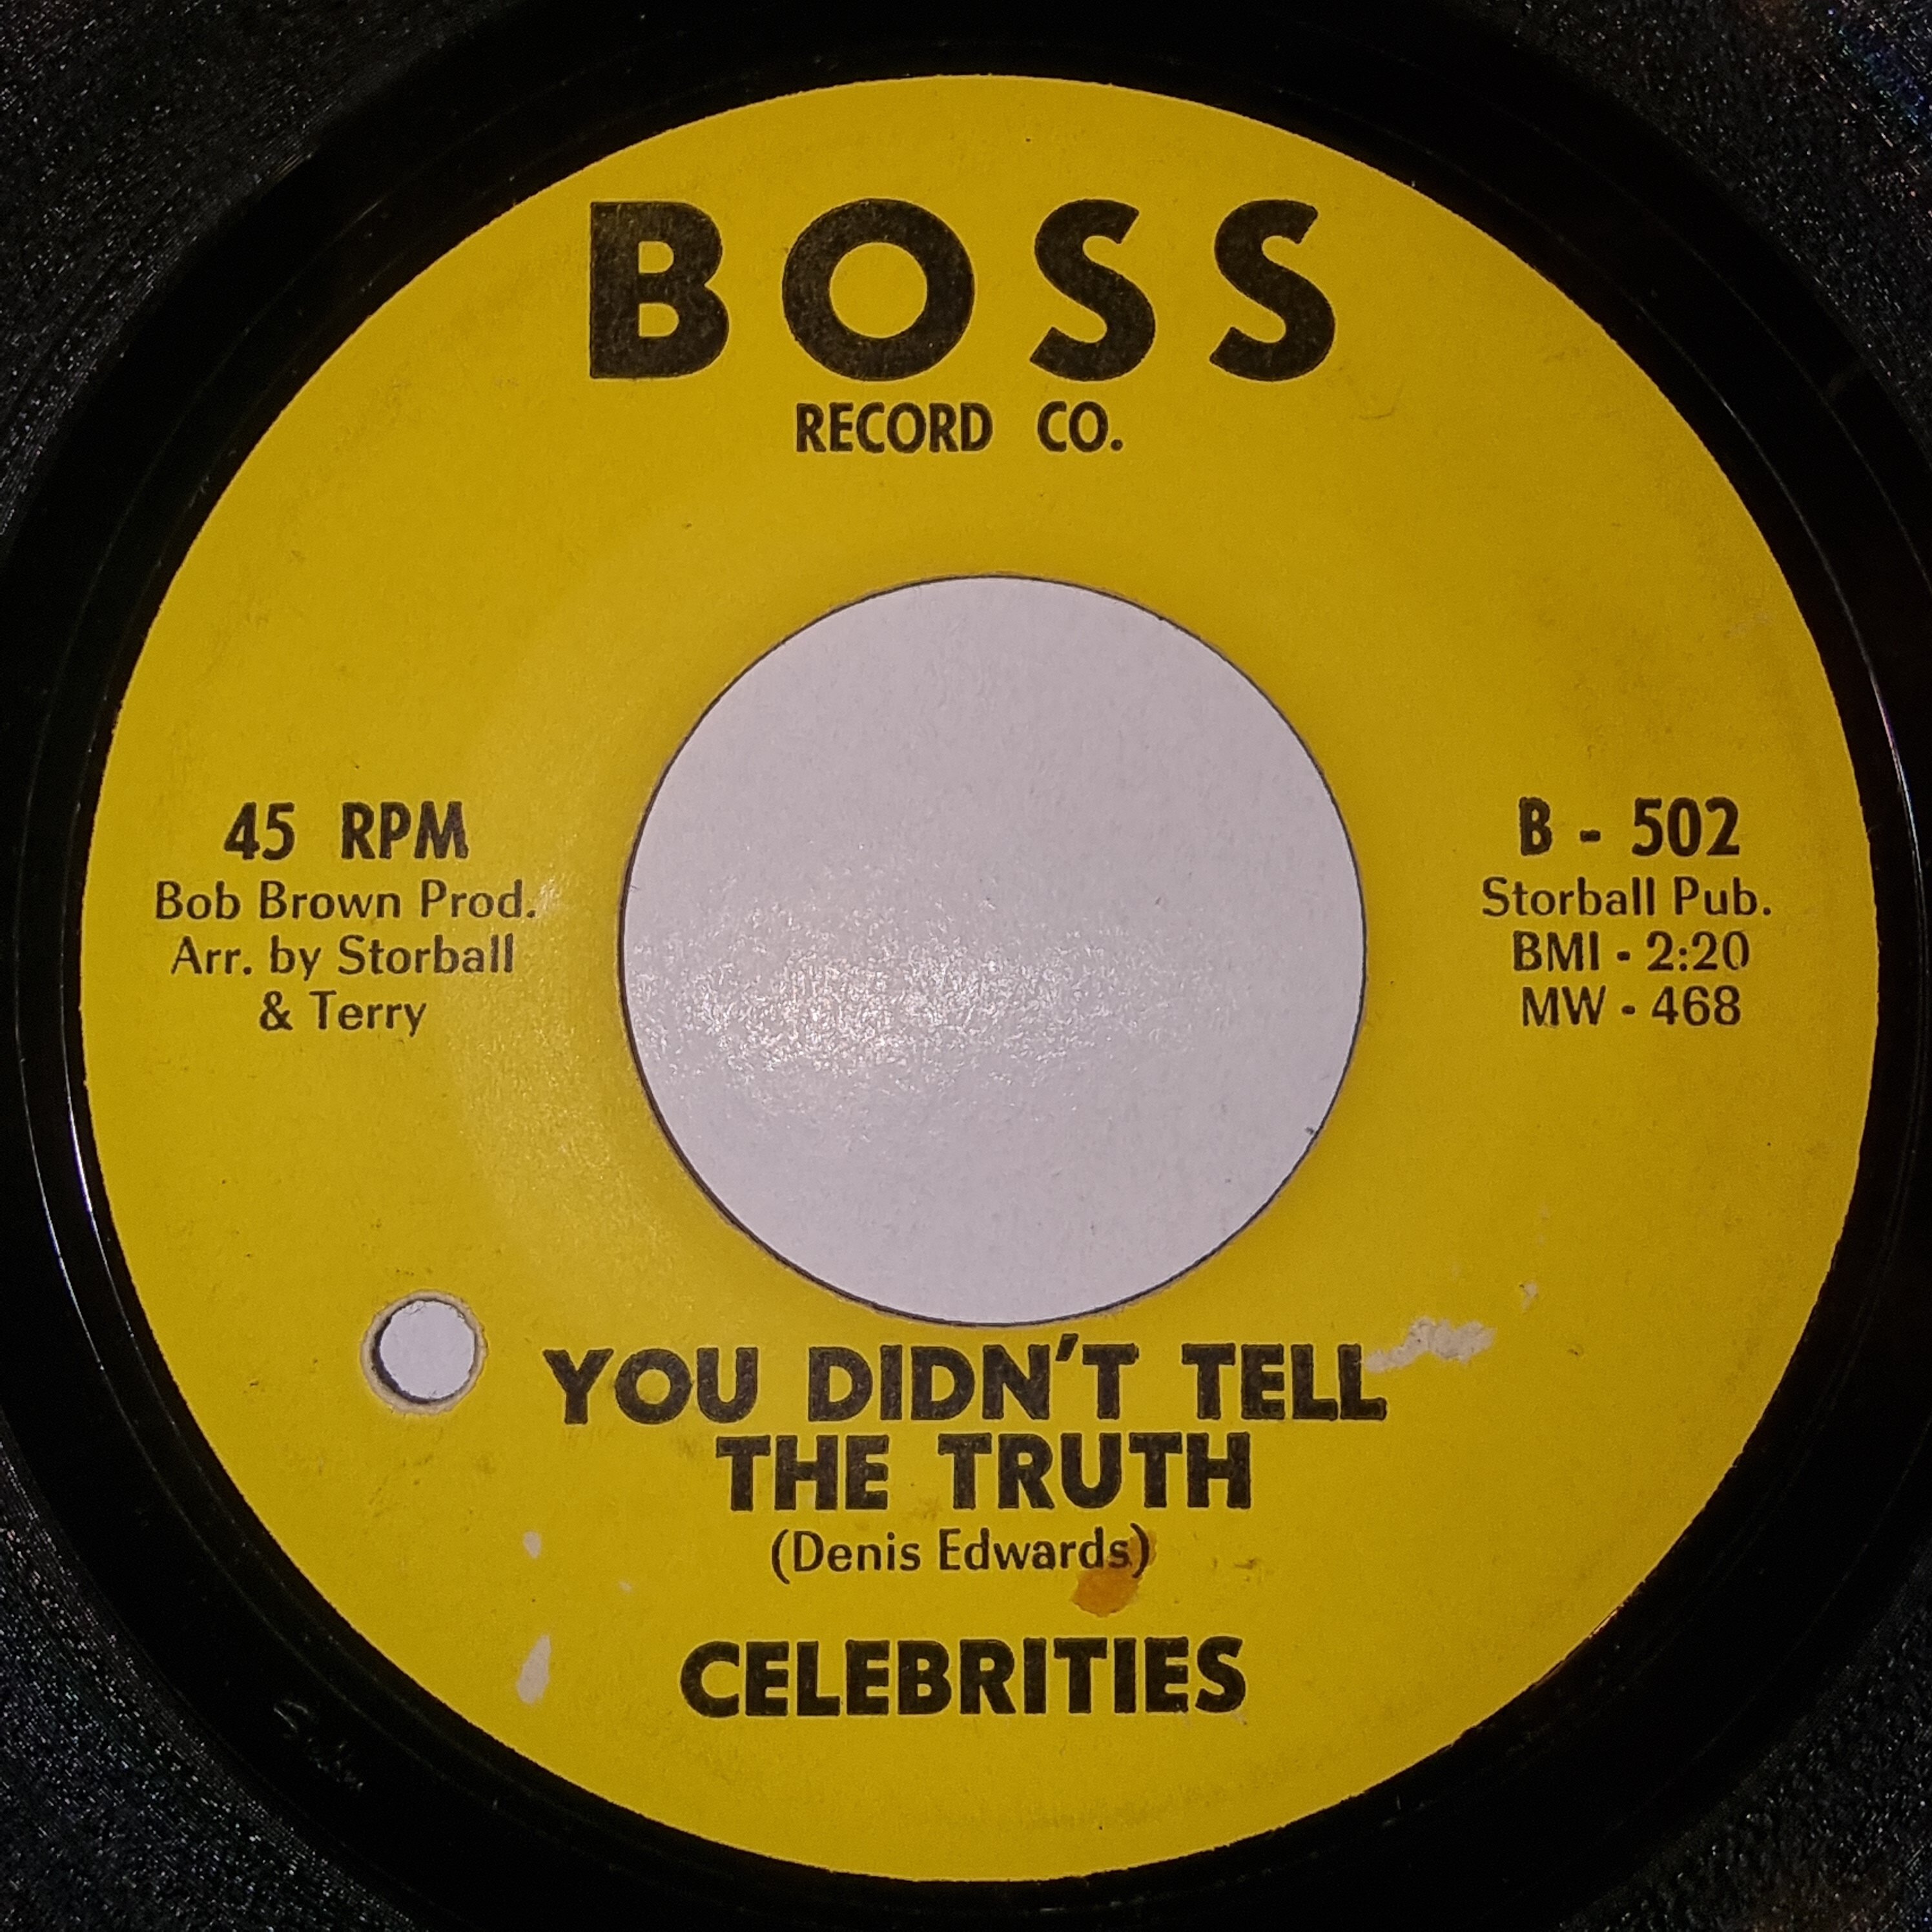 BOSS
RECORD CO.
45 RPM
Bob Brown Prod.
Arr. by Storball
& Terry
B - 502
Storball Pub.
BMI - 2:20
MW - 468
YOU DIDN'T TELL
THE TRUTH
(Denis Edwards)
CELEBRITIES